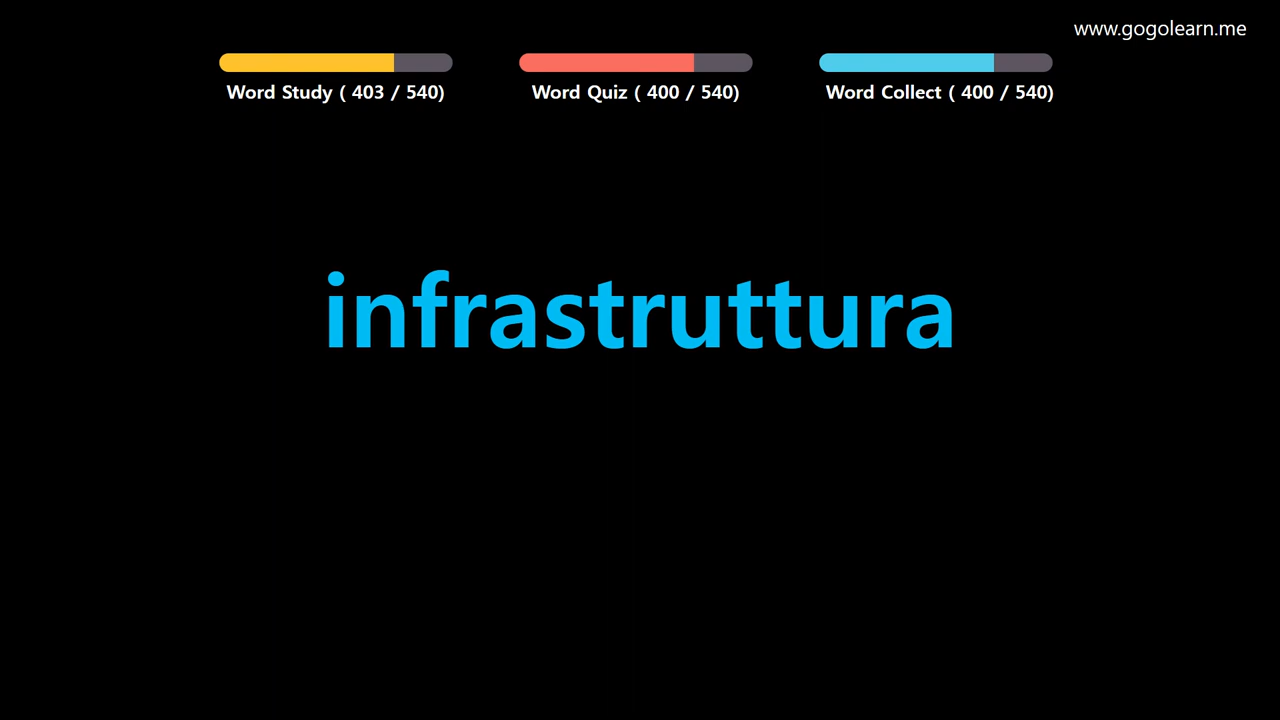 www.gogolearn.me
Word Study ( 403 / 540)
Word Quiz ( 400 / 540)
Word Collect ( 400 / 540)
infrastruttura